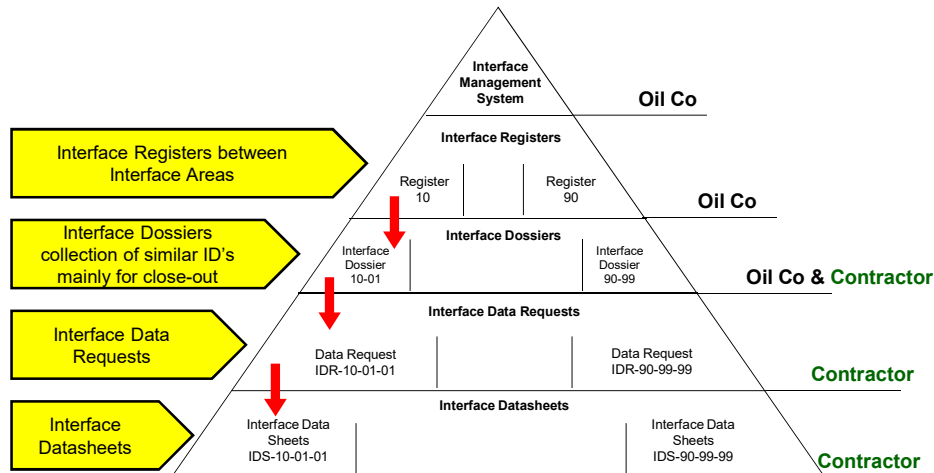 Interface
Management
System
Oil Co
Interface Registers
Interface Registers between
Interface Areas
Register
10
Register
90
Oil Co
Interface Dossiers
Interface Dossiers
collection of similar ID's
mainly for close-out
Interface
Dossier
10-01
Interface
Dossier
90-99
Oil Co & Contractor
Interface Data Requests
Interface Data
Requests
Data Request
IDR-10-01-01
Data Request
IDR-90-99-99
Contractor
Interface Datasheets
Interface
Datasheets
Interface Data
Sheets
IDS-10-01-01
Interface Data
Sheets
IDS-90-99-99
Contractor